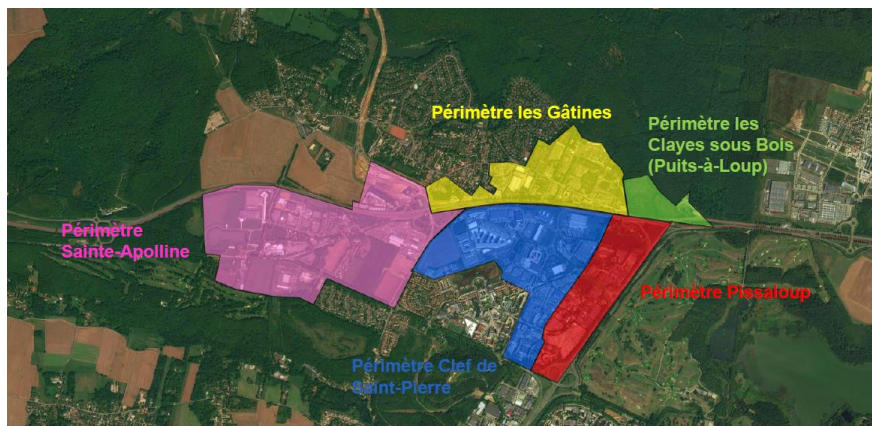 Périmètre les Gâtines
Périmètre les
Clayes sous Bois
(Puits-à-Loup)
Périmètre
Sainte-Apolline
Périmètre Pissaloup
Périmètre Clef de
Saint-Pierre